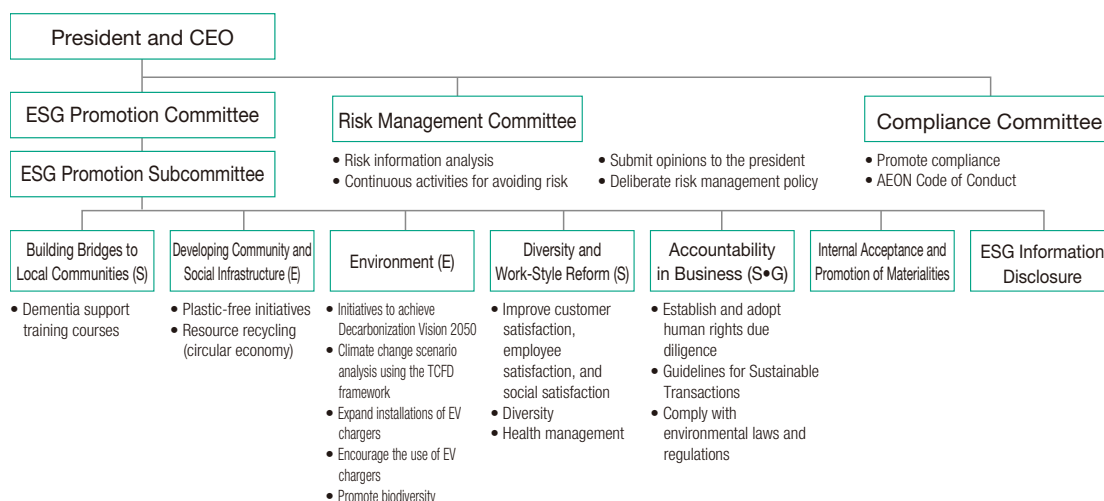 President and CEO
ESG Promotion Committee
Risk Management Committee
Compliance Committee
• Risk information analysis
• Continuous activities for avoiding risk
• Submit opinions to the president
• Deliberate risk management policy
• Promote compliance
• AEON Code of Conduct
ESG Promotion Subcommittee
Building Bridges to
Local Communities (S)
• Dementia support
training courses
Developing Community and
Social Infrastructure (E)
• Plastic-free initiatives
• Resource recycling
(circular economy)
Environment (E)
• Initiatives to achieve
Decarbonization Vision 2050
• Climate change scenario
analysis using the TCFD
framework
• Expand installations of EV
chargers
• Encourage the use of EV
chargers
• Promote biodiversity
Diversity and
Work-Style Reform (S)
• Improve customer
satisfaction,
employee
satisfaction, and
social satisfaction
• Diversity
• Health management
Accountability
in Business (S•G)
• Establish and adopt
human rights due
diligence
• Guidelines for Sustainable
Transactions
• Comply with
environmental laws and
regulations
Internal Acceptance and
Promotion of Materialities
ESG Information
Disclosure